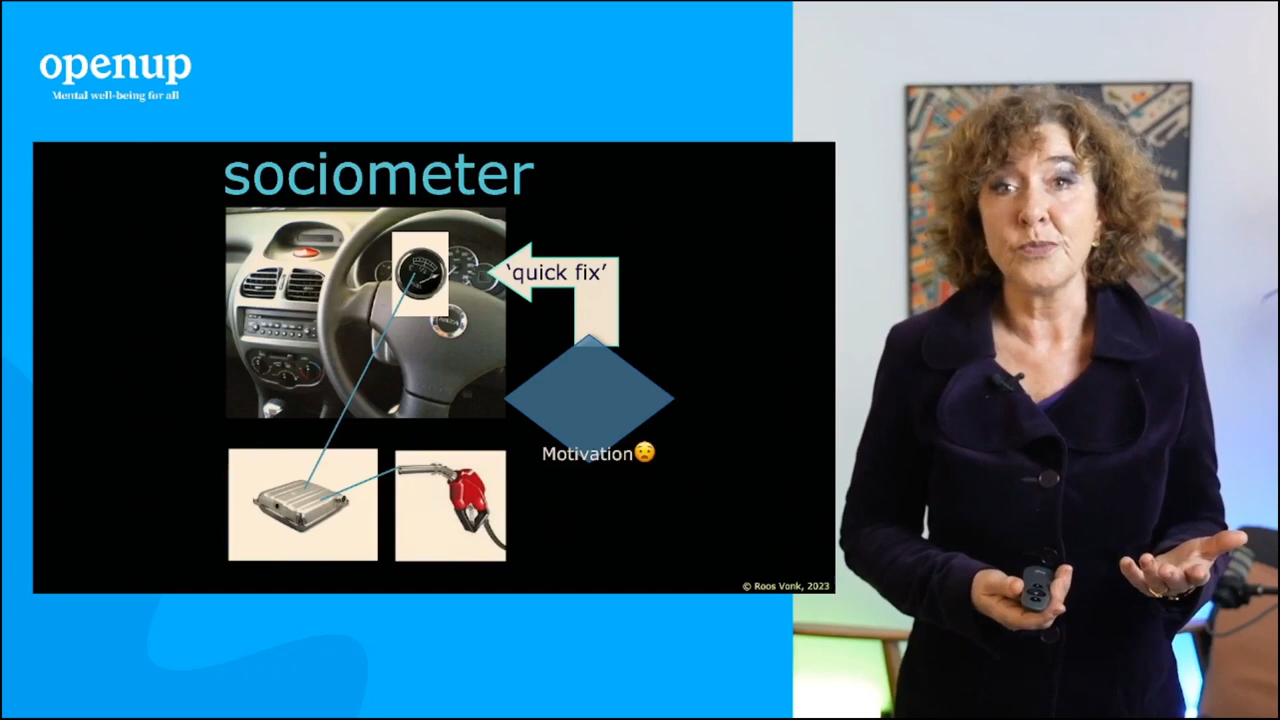 openup
Mental well-being for all
sociometer
'quick fix'
Motivation😧
© Roos Vonk, 2023